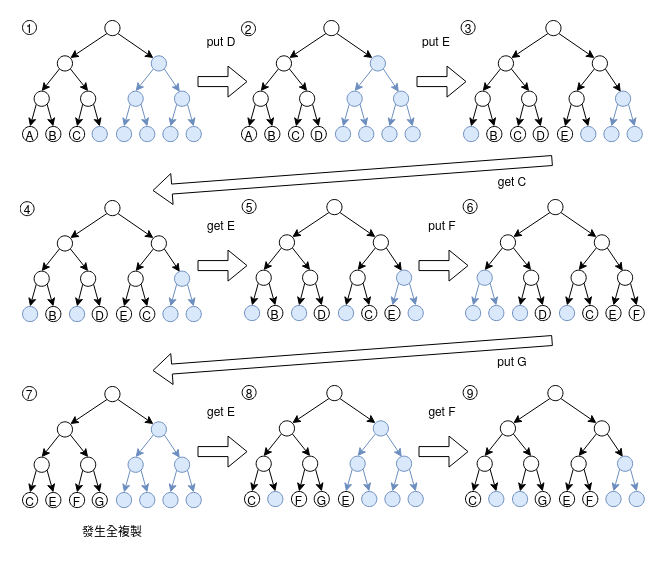 ① put D ② put E ③
A B C
A B C D
B C D E
get C
④ get E ⑤ put F ⑥
B D E C
B D C E
D C E F
put G
⑦ get E ⑧ get F ⑨
C E F G
C F G E
C G E F
發生全複製